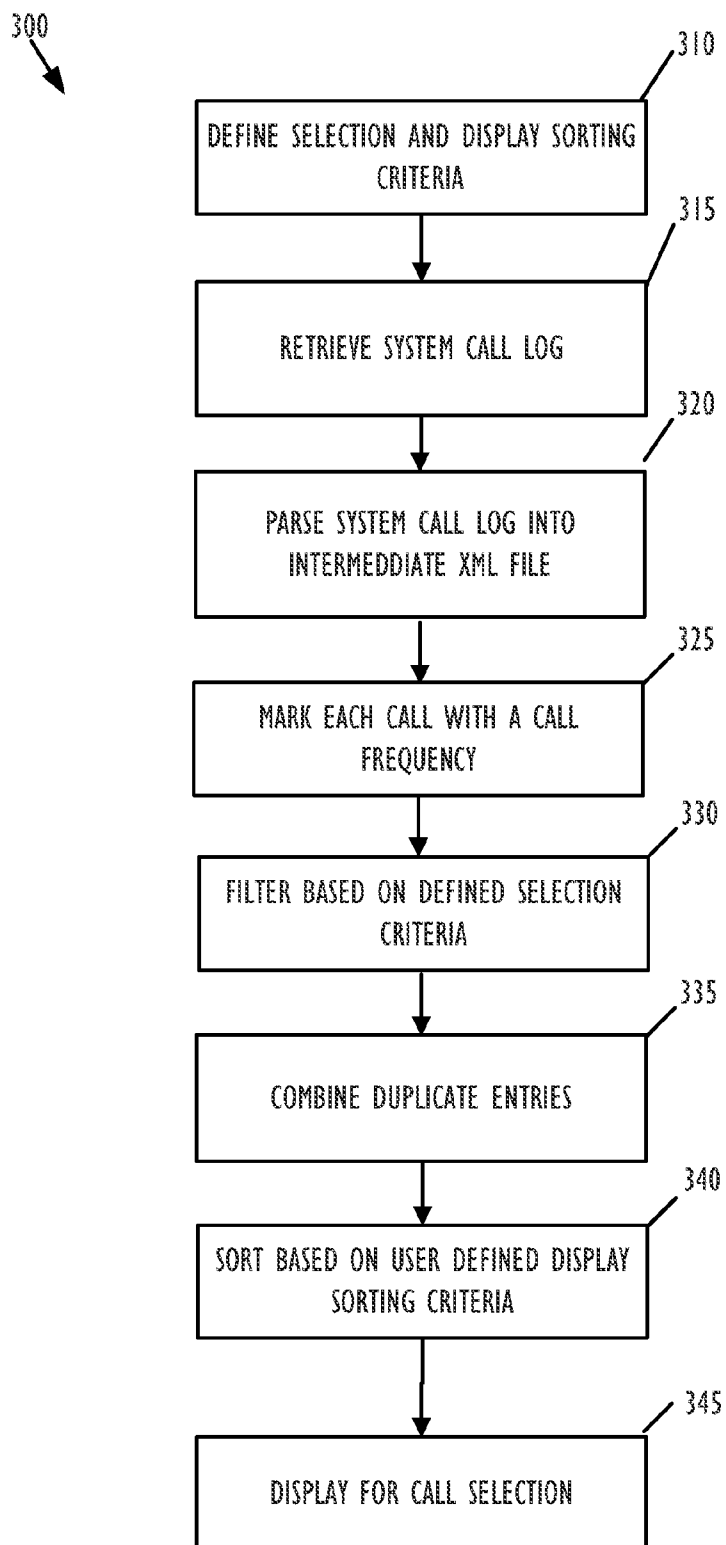 300
310
DEFINE SELECTION AND DISPLAY SORTING
CRITERIA
315
RETRIEVE SYSTEM CALL LOG
320
PARSE SYSTEM CALL LOG INTO
INTERMEDDIATE XML FILE
325
MARK EACH CALL WITH A CALL
FREQUENCY
330
FILTER BASED ON DEFINED SELECTION
CRITERIA
335
COMBINE DUPLICATE ENTRIES
340
SORT BASED ON USER DEFINED DISPLAY
SORTING CRITERIA
345
DISPLAY FOR CALL SELECTION